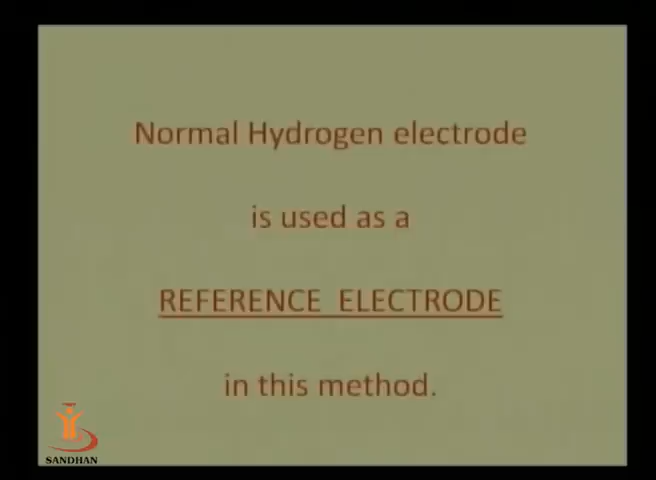 Normal Hydrogen electrode
is used as a
REFERENCE ELECTRODE
in this method.
SANDHAN